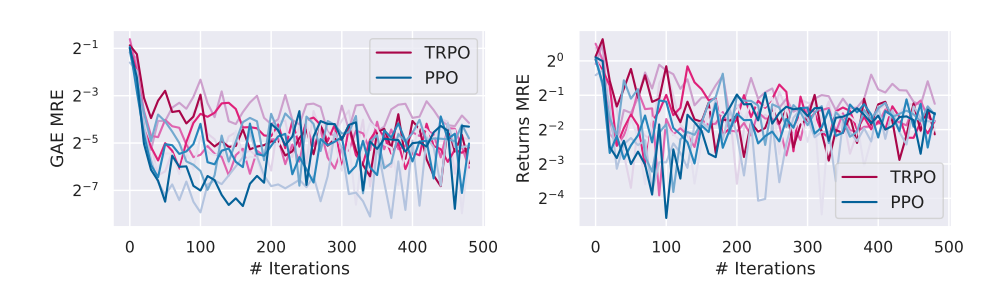 GAE MRE
2^-1
2^-3
2^-5
2^-7
TRPO
PPO
0 100 200 300 400 500
# Iterations
Returns MRE
2^0
2^-1
2^-2
2^-3
2^-4
TRPO
PPO
0 100 200 300 400 500
# Iterations